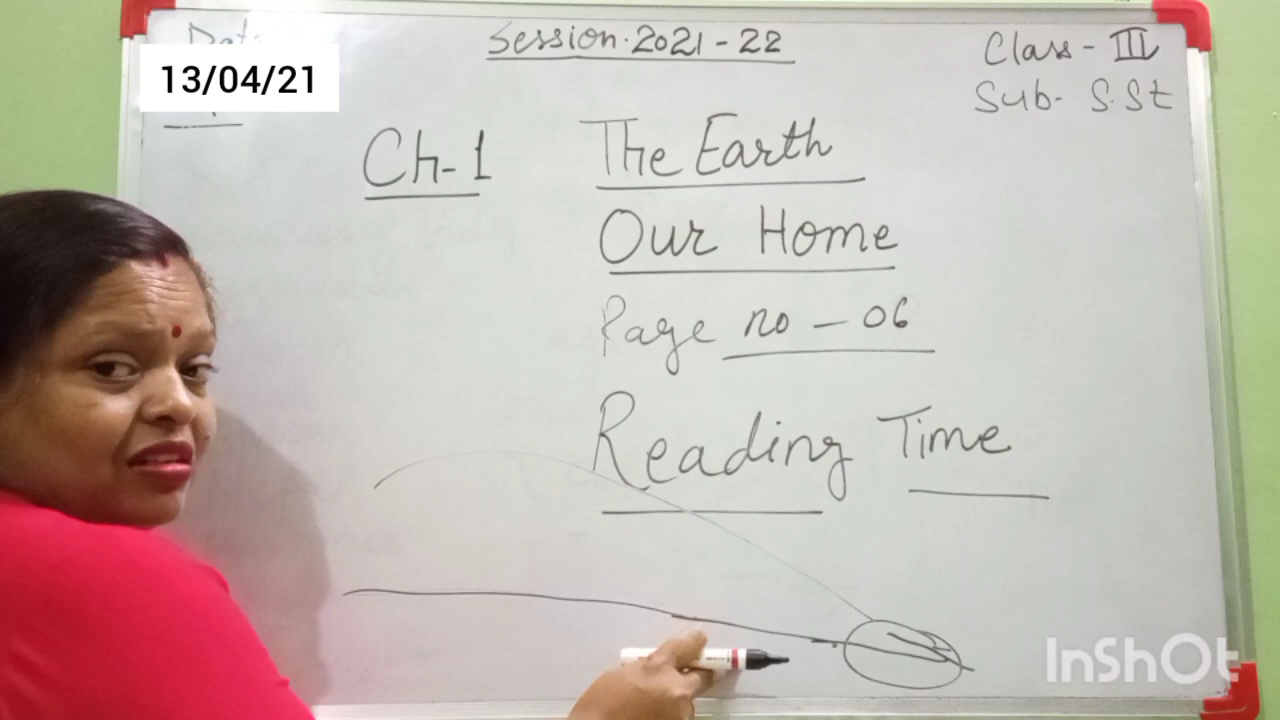 Session. 2021-22
Class - III
13/04/21
Sub- S.St
Ch-1 The Earth
Our Home
Page no - 06
Reading Time
InShOt